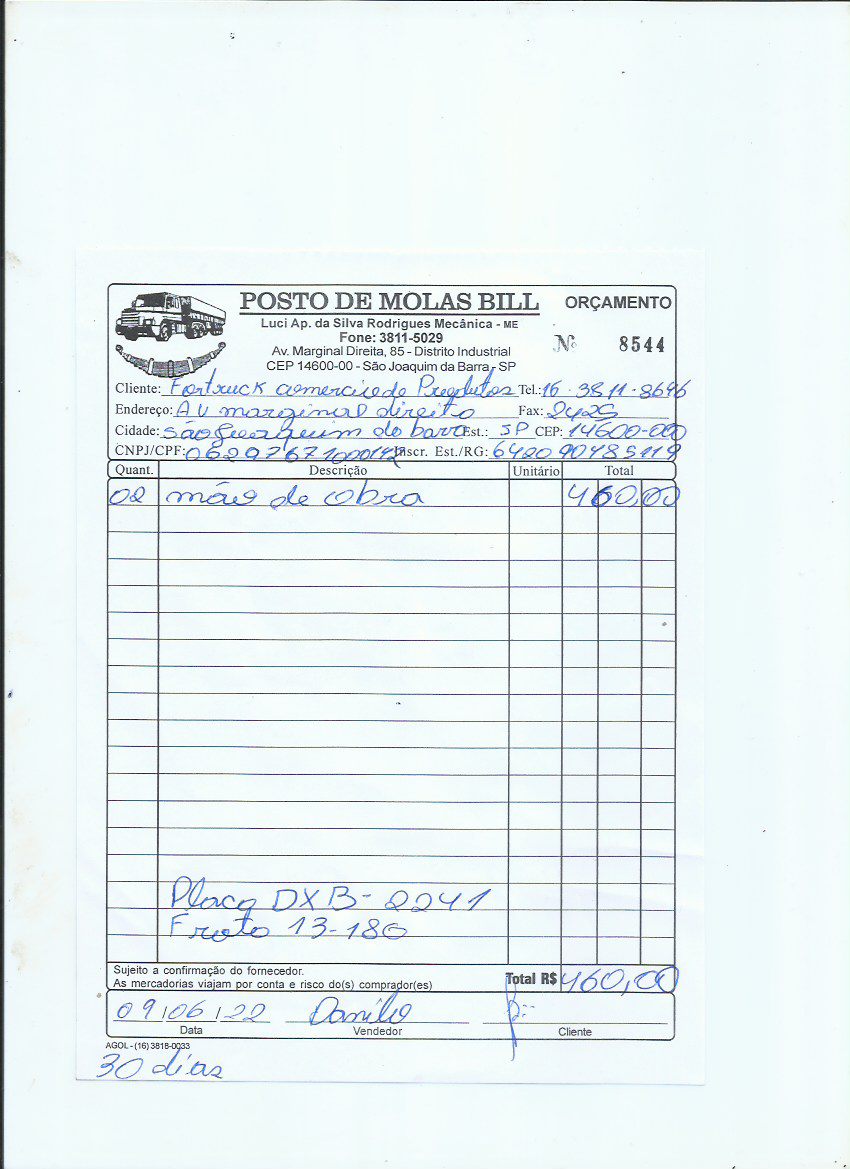 POSTO DE MOLAS BILL ORÇAMENTO
Luci Ap. da Silva Rodrigues Mecânica - ME
Fone: 3811-5029 Nº 8544
Av. Marginal Direita, 85 - Distrito Industrial
CEP 14600-00 - São Joaquim da Barra - SP
Cliente: Fortruck comercio de Produtos Tel.: 16-3811-8696
Endereço: AV marginal direito Fax: 2425
Cidade: são Joaquim do barra Est.: SP CEP: 14600-000
CNPJ/CPF: Inscr. Est./RG: 642090485119
Quant. Descrição Unitário Total
02 mão de obra 460,00
Placa DXB-2241
Froto 13-180
Sujeito a confirmação do fornecedor.
As mercadorias viajam por conta e risco do(s) comprador(es) Total R$ 460,00
09/06/22 Danilo
Data Vendedor Cliente
AGOL - (16) 3818-0033
30 dias